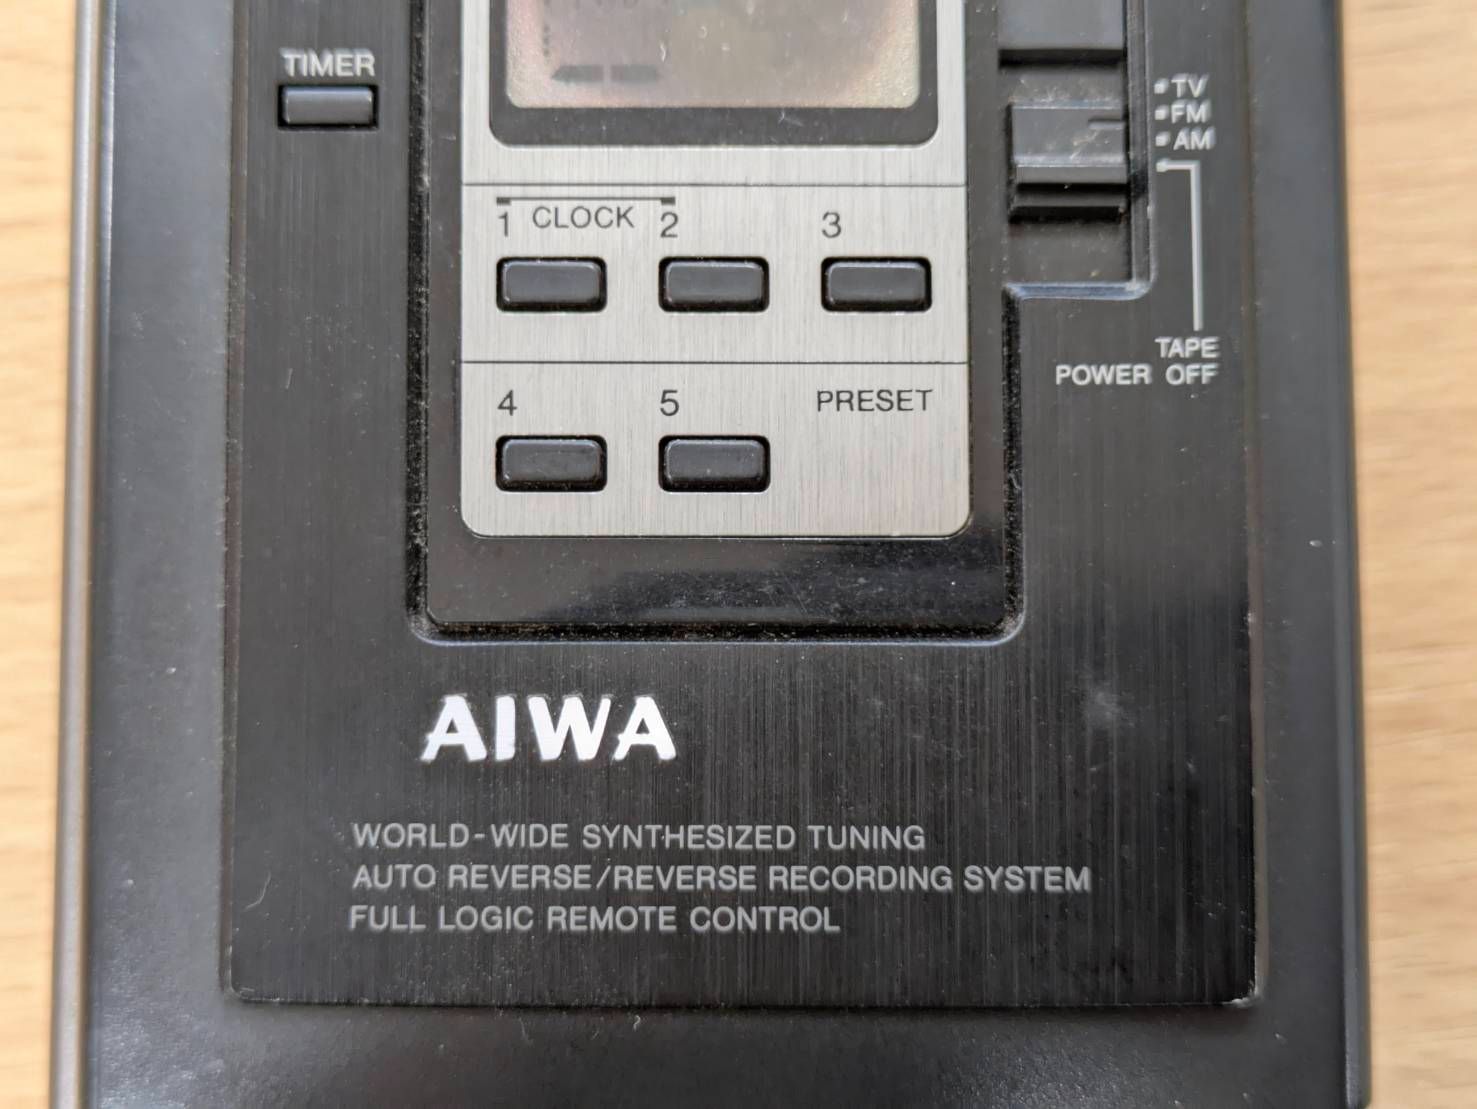 TIMER
TV
FM
AM
1 CLOCK 2 3
TAPE
POWER OFF
4 5 PRESET
AIWA
WORLD-WIDE SYNTHESIZED TUNING
AUTO REVERSE/REVERSE RECORDING SYSTEM
FULL LOGIC REMOTE CONTROL